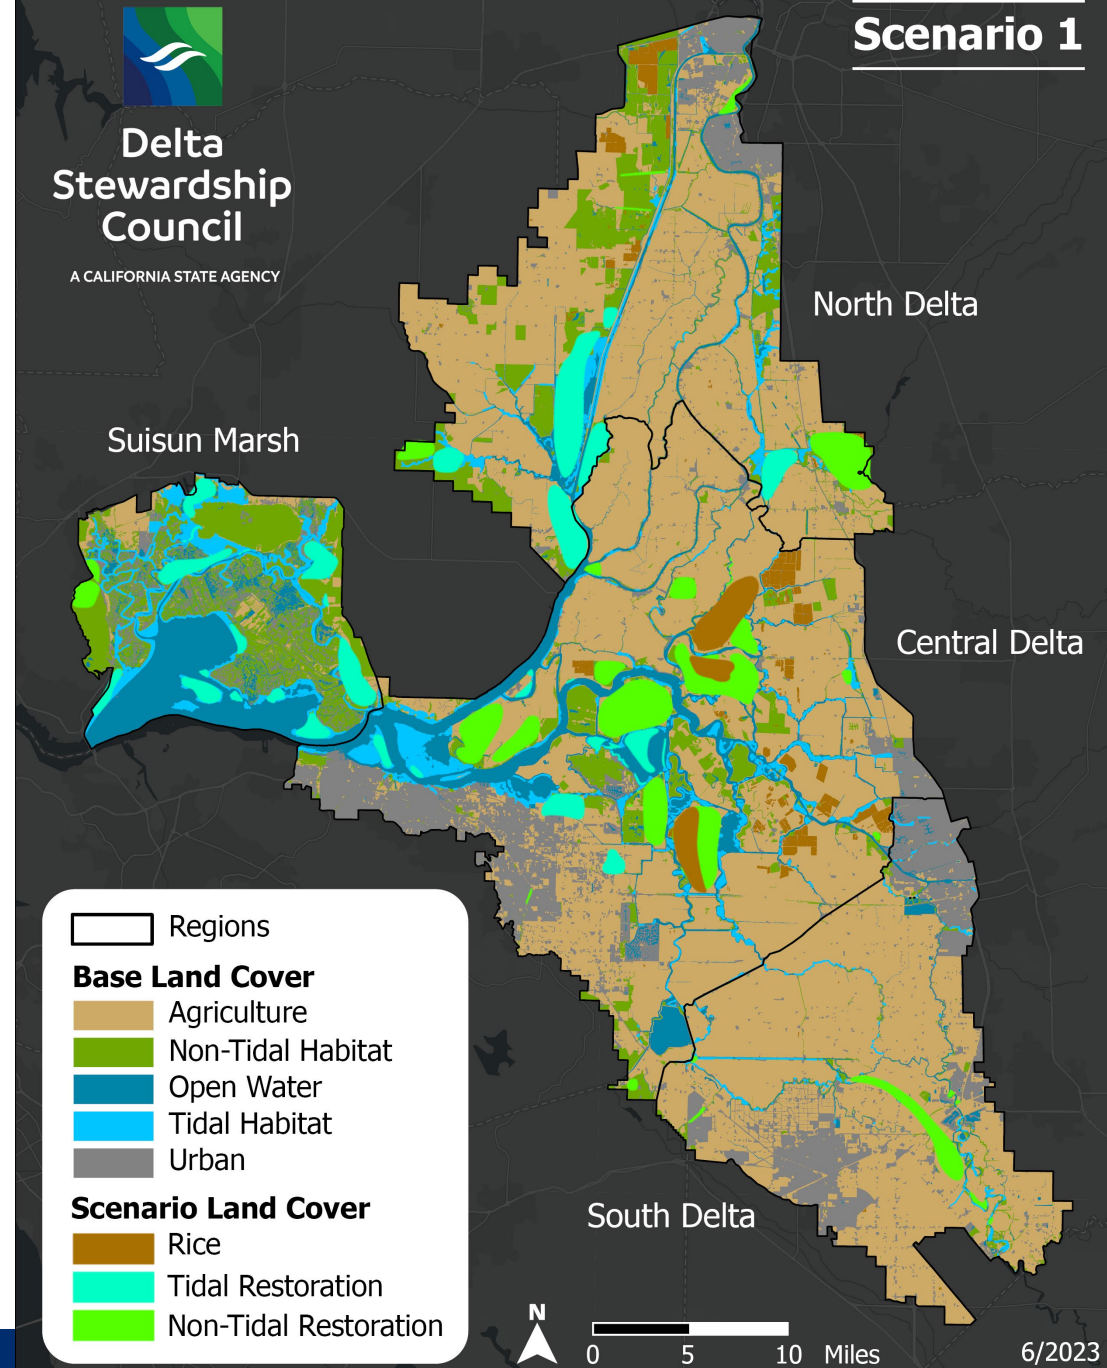 Scenario 1
Delta
Stewardship
Council
A CALIFORNIA STATE AGENCY
North Delta
Suisun Marsh
Central Delta
South Delta
Regions
Base Land Cover
Agriculture
Non-Tidal Habitat
Open Water
Tidal Habitat
Urban
Scenario Land Cover
Rice
Tidal Restoration
Non-Tidal Restoration
N
0 5 10 Miles
6/2023